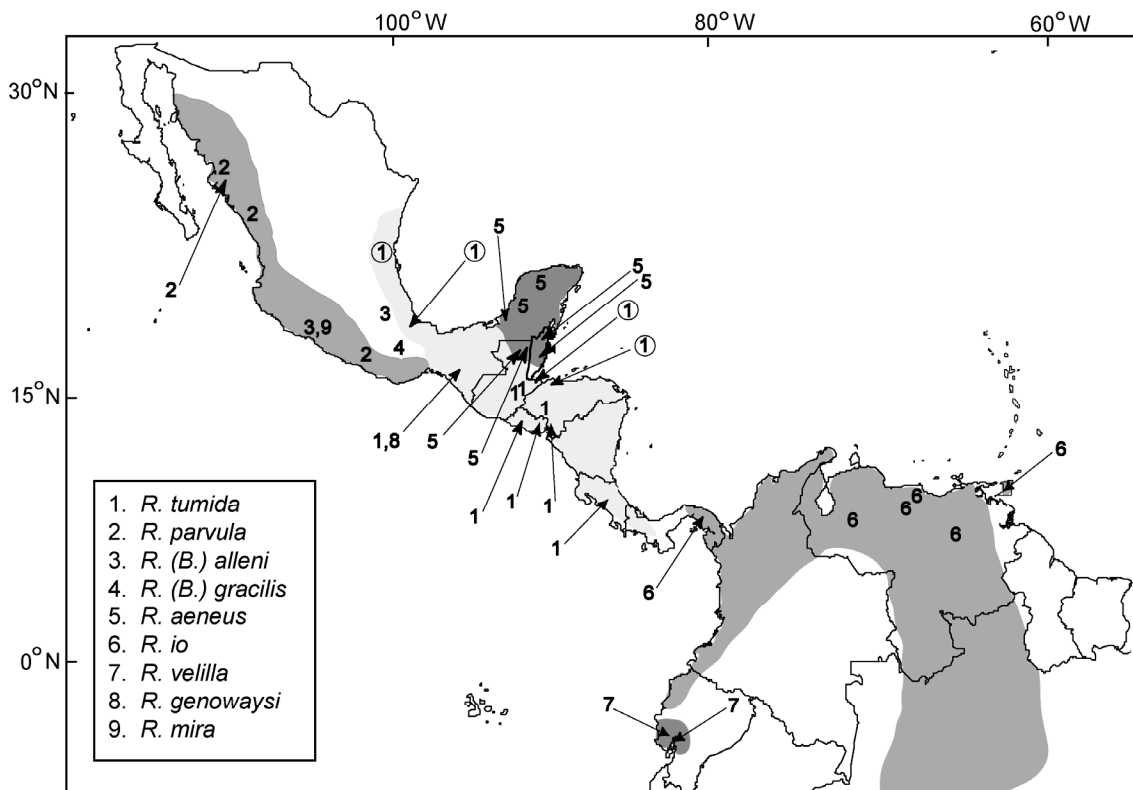 100°W 80°W 60°W
30°N
2
2
2
1
1
5
5
5
5
5
2
3
1
3,9
4
2
1
15°N
1
1
1
1,8
5
5
6
1
1
1
6
6
6
6
1
6
0°N
7
7
1. R. tumida
2. R. parvula
3. R. (B.) alleni
4. R. (B.) gracilis
5. R. aeneus
6. R. io
7. R. velilla
8. R. genowaysi
9. R. mira